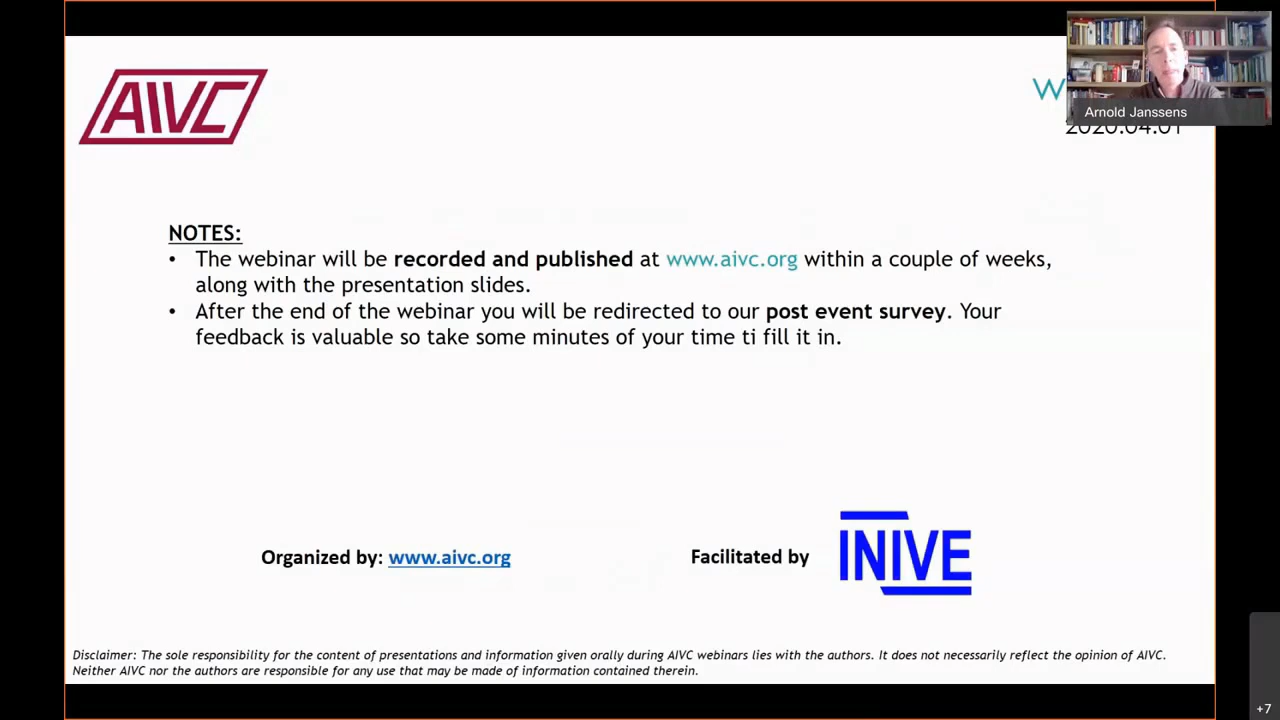 AIVC
W
Arnold Janssens
2020.04.01
NOTES:
• The webinar will be recorded and published at www.aivc.org within a couple of weeks,
along with the presentation slides.
• After the end of the webinar you will be redirected to our post event survey. Your
feedback is valuable so take some minutes of your time ti fill it in.
Organized by: www.aivc.org
Facilitated by
INIVE
Disclaimer: The sole responsibility for the content of presentations and information given orally during AIVC webinars lies with the authors. It does not necessarily reflect the opinion of AIVC.
Neither AIVC nor the authors are responsible for any use that may be made of information contained therein.
+7